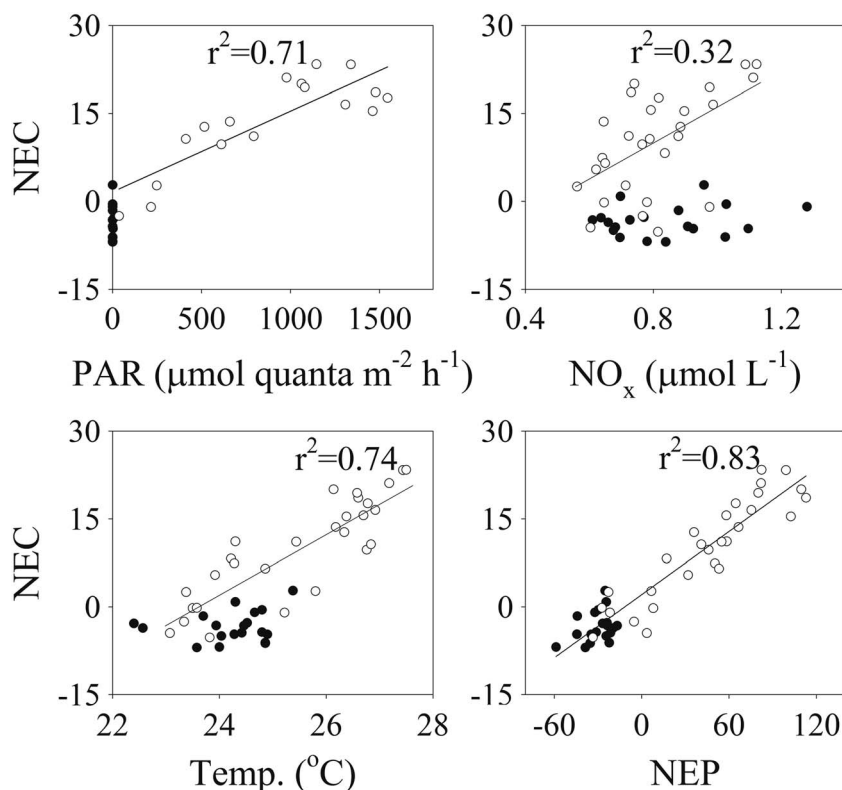 30
15
0
-15
NEC
r²=0.71
0 500 1000 1500
PAR (μmol quanta m⁻² h⁻¹)
30
15
0
-15
r²=0.32
0.4 0.8 1.2
NOₓ (μmol L⁻¹)
30
15
0
-15
NEC
r²=0.74
22 24 26 28
Temp. (°C)
30
15
0
-15
r²=0.83
-60 0 60 120
NEP